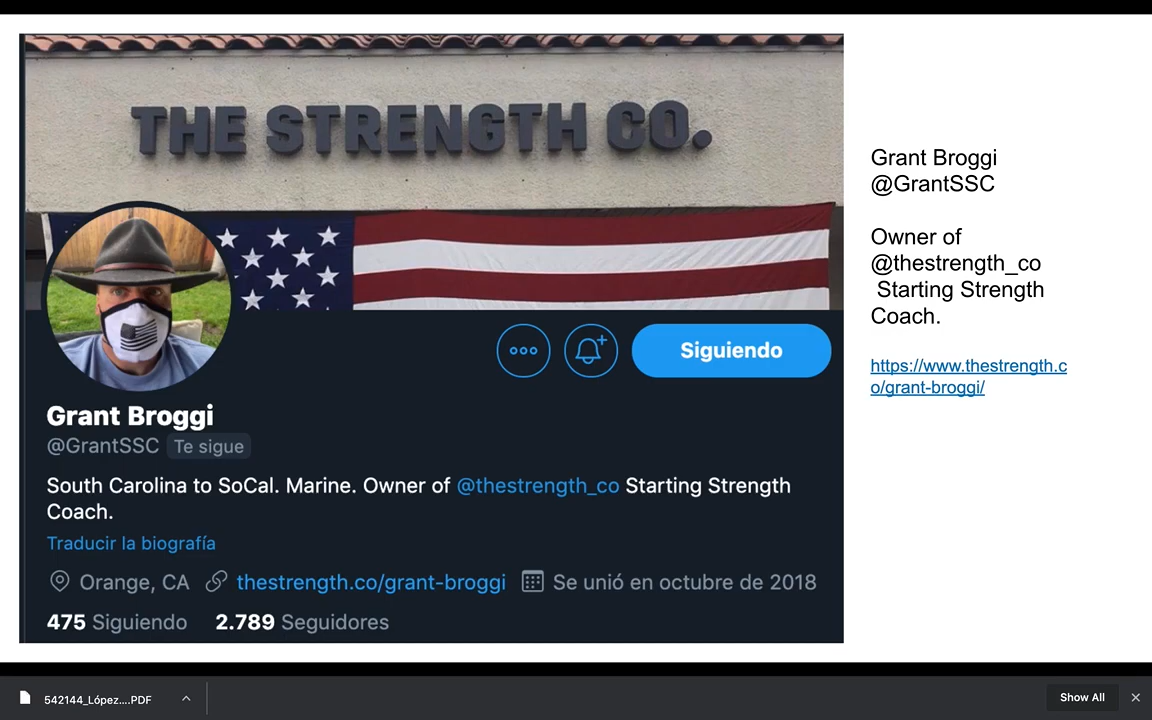 THE STRENGTH CO.
Siguiendo
Grant Broggi
@GrantSSC Te sigue
South Carolina to SoCal. Marine. Owner of @thestrength_co Starting Strength
Coach.
Traducir la biografía
Orange, CA thestrength.co/grant-broggi Se unió en octubre de 2018
475 Siguiendo 2.789 Seguidores
Grant Broggi
@GrantSSC
Owner of
@thestrength_co
Starting Strength
Coach.
https://www.thestrength.c
o/grant-broggi/
542144_López....PDF
Show All